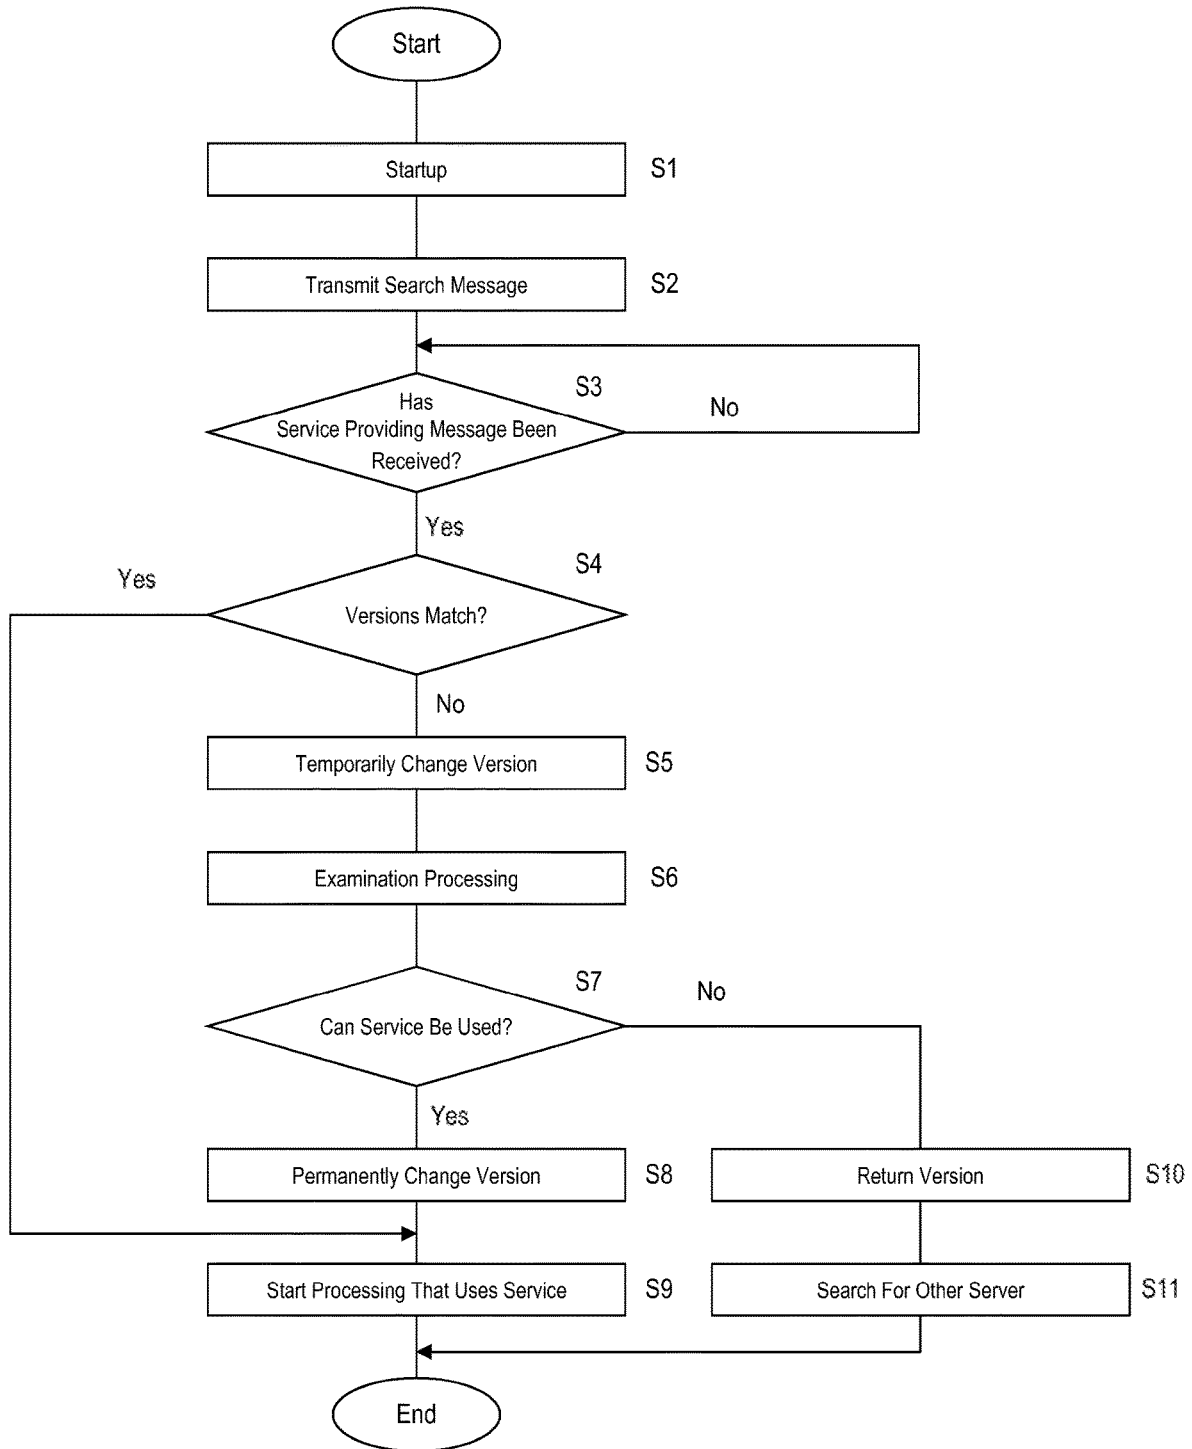 Start
Startup
S1
Transmit Search Message
S2
S3
Has
Service Providing Message Been
Received?
No
Yes
S4
Yes
Versions Match?
No
Temporarily Change Version
S5
Examination Processing
S6
S7
No
Can Service Be Used?
Yes
Permanently Change Version
S8
Return Version
S10
Start Processing That Uses Service
S9
Search For Other Server
S11
End